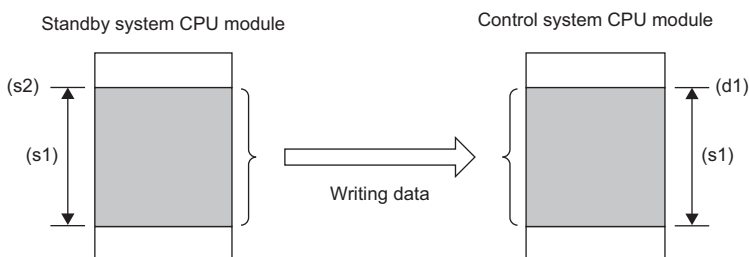 Standby system CPU module
Control system CPU module
(s2)
(d1)
(s1)
(s1)
Writing data